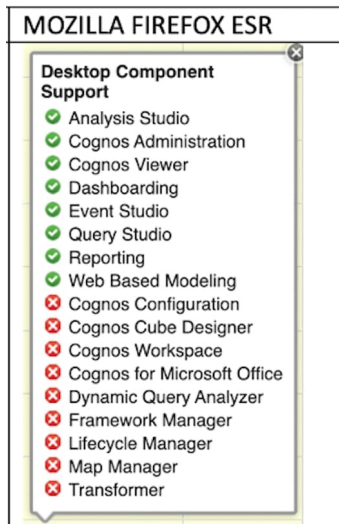 MOZILLA FIREFOX ESR
Desktop Component
Support
Analysis Studio
Cognos Administration
Cognos Viewer
Dashboarding
Event Studio
Query Studio
Reporting
Web Based Modeling
Cognos Configuration
Cognos Cube Designer
Cognos Workspace
Cognos for Microsoft Office
Dynamic Query Analyzer
Framework Manager
Lifecycle Manager
Map Manager
Transformer